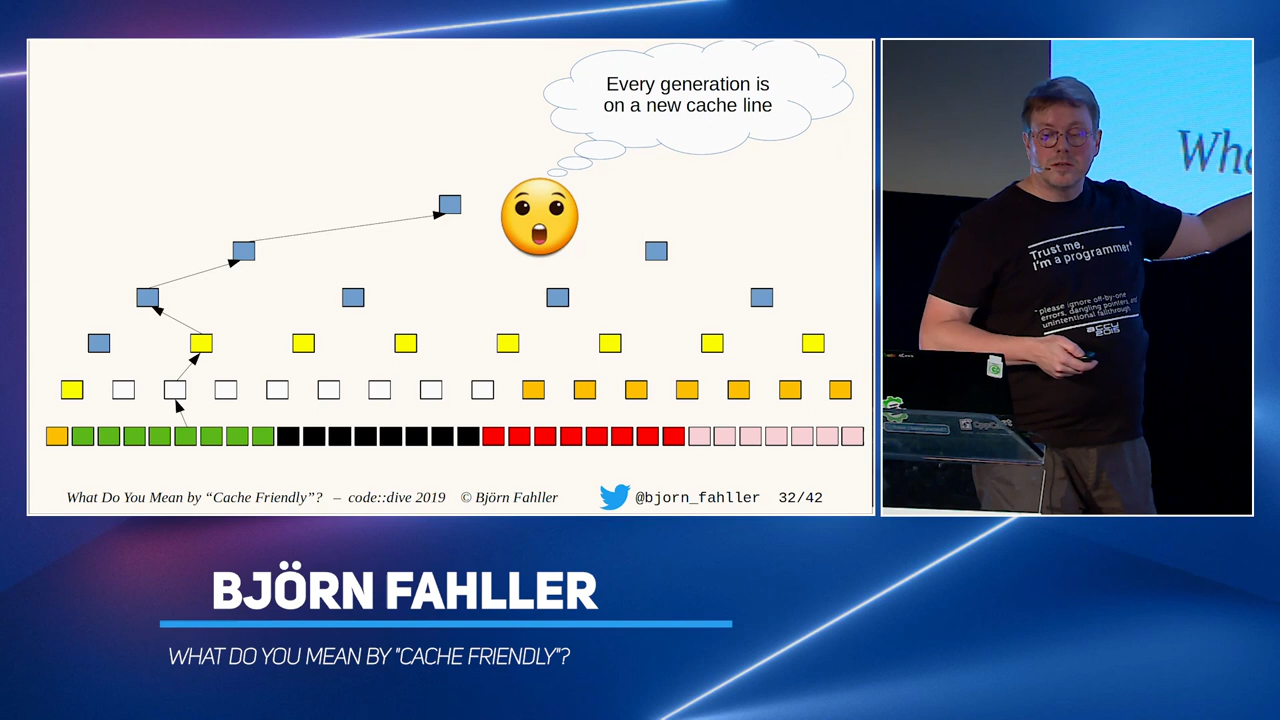 Every generation is
on a new cache line
What Do You Mean by “Cache Friendly”? – code::dive 2019 © Björn Fahller
@bjorn_fahller 32/42
Trust me,
I'm a programmer*
* please ignore off-by-one
errors, dangling pointers, and
unintentional fallthrough.
accu
2015
BJÖRN FAHLLER
WHAT DO YOU MEAN BY "CACHE FRIENDLY"?